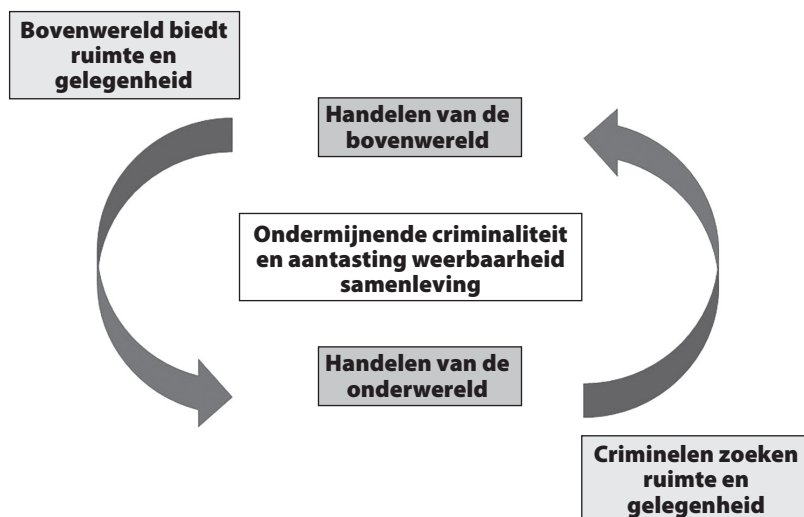 Bovenwereld biedt
ruimte en
gelegenheid
Handelen van de
bovenwereld
Ondermijnende criminaliteit
en aantasting weerbaarheid
samenleving
Handelen van de
onderwereld
Criminelen zoeken
ruimte en
gelegenheid